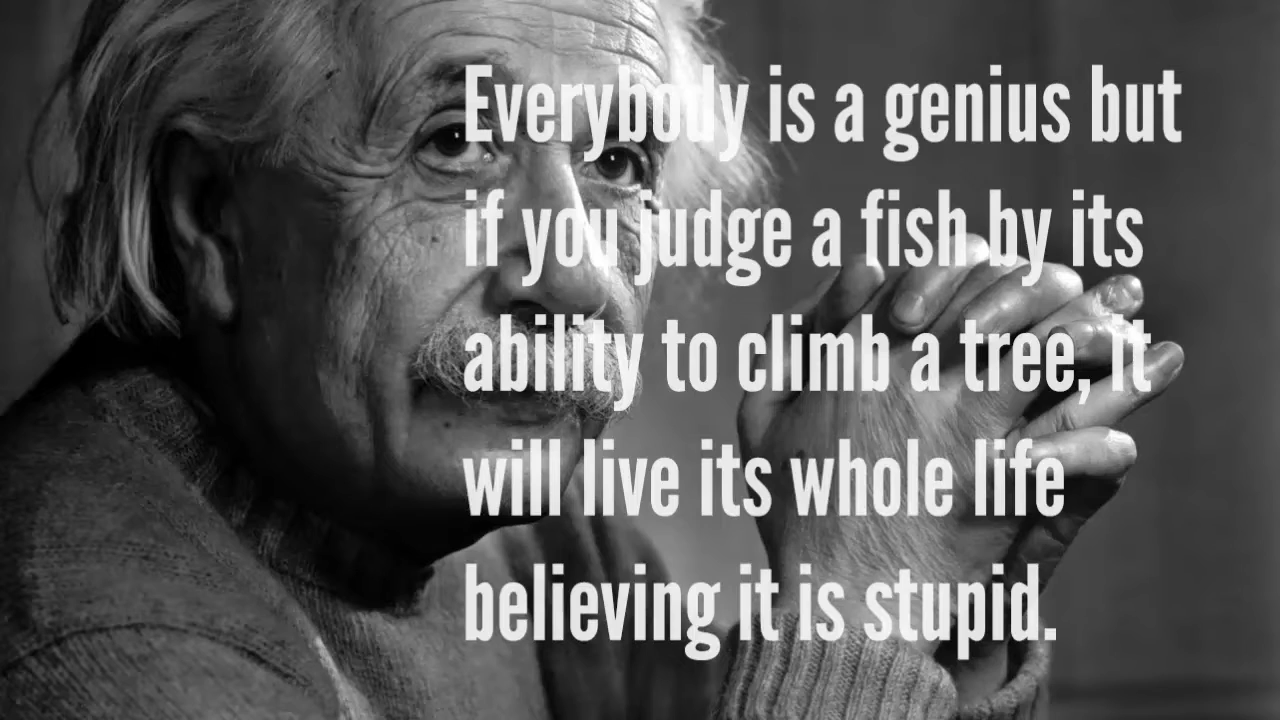 Everybody is a genius but
if you judge a fish by its
ability to climb a tree, it
will live its whole life
believing it is stupid.